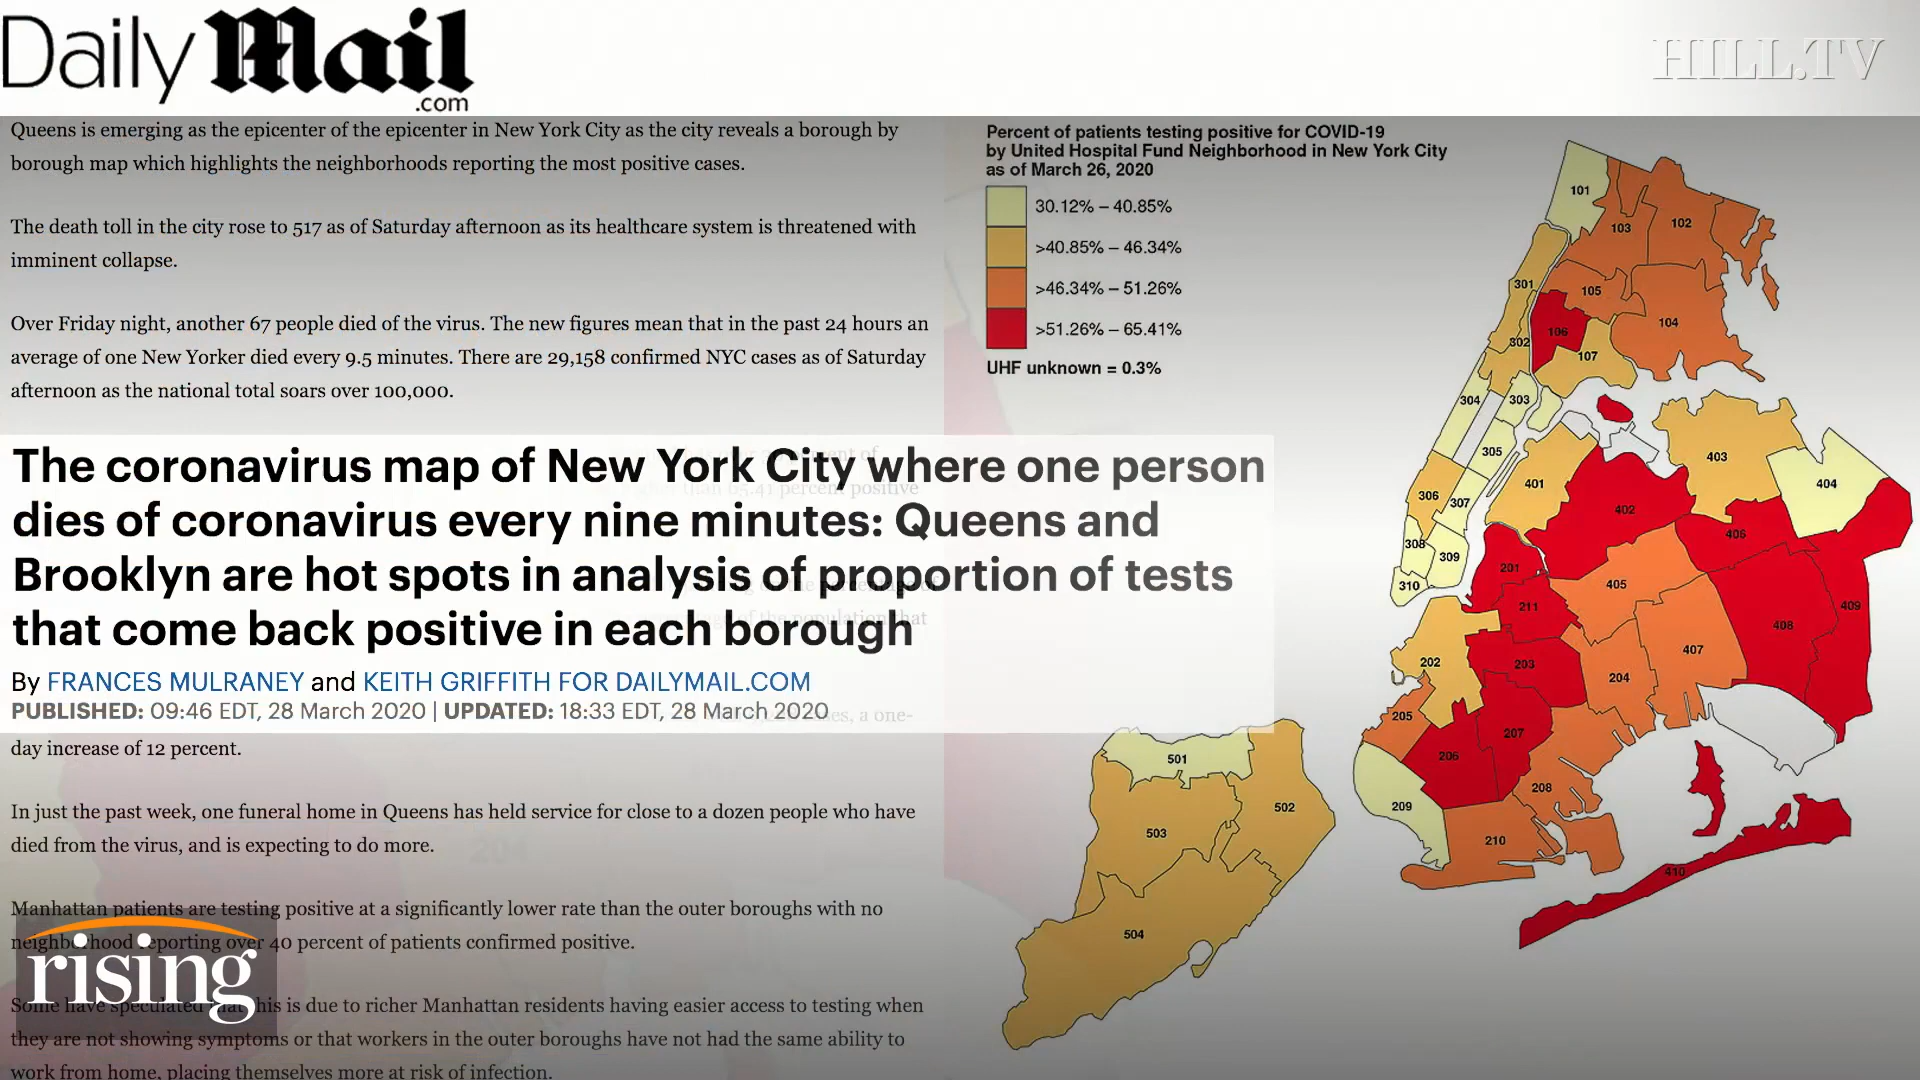 Daily Mail
.com
HILL.TV
Queens is emerging as the epicenter of the epicenter in New York City as the city reveals a borough by
borough map which highlights the neighborhoods reporting the most positive cases.
The death toll in the city rose to 517 as of Saturday afternoon as its healthcare system is threatened with
imminent collapse.
Over Friday night, another 67 people died of the virus. The new figures mean that in the past 24 hours an
average of one New Yorker died every 9.5 minutes. There are 29,158 confirmed NYC cases as of Saturday
afternoon as the national total soars over 100,000.
The coronavirus map of New York City where one person
dies of coronavirus every nine minutes: Queens and
Brooklyn are hot spots in analysis of proportion of tests
that come back positive in each borough
By FRANCES MULRANEY and KEITH GRIFFITH FOR DAILYMAIL.COM
PUBLISHED: 09:46 EDT, 28 March 2020 | UPDATED: 18:33 EDT, 28 March 2020
a one-
day increase of 12 percent.
In just the past week, one funeral home in Queens has held service for close to a dozen people who have
died from the virus, and is expecting to do more.
Manhattan patients are testing positive at a significantly lower rate than the outer boroughs with no
neighborhood reporting over 40 percent of patients confirmed positive.
Some have speculated that this is due to richer Manhattan residents having easier access to testing when
they are not showing symptoms or that workers in the outer boroughs have not had the same ability to
work from home, placing themselves more at risk of infection.
rising
Percent of patients testing positive for COVID-19
by United Hospital Fund Neighborhood in New York City
as of March 26, 2020
30.12% – 40.85%
>40.85% – 46.34%
>46.34% – 51.26%
>51.26% – 65.41%
UHF unknown = 0.3%
101
102
103
301
105
104
106
302
107
304
303
305
403
401
404
306
307
402
406
308
309
201
405
310
211
409
408
202
203
407
204
205
207
206
501
208
502
209
503
210
410
504